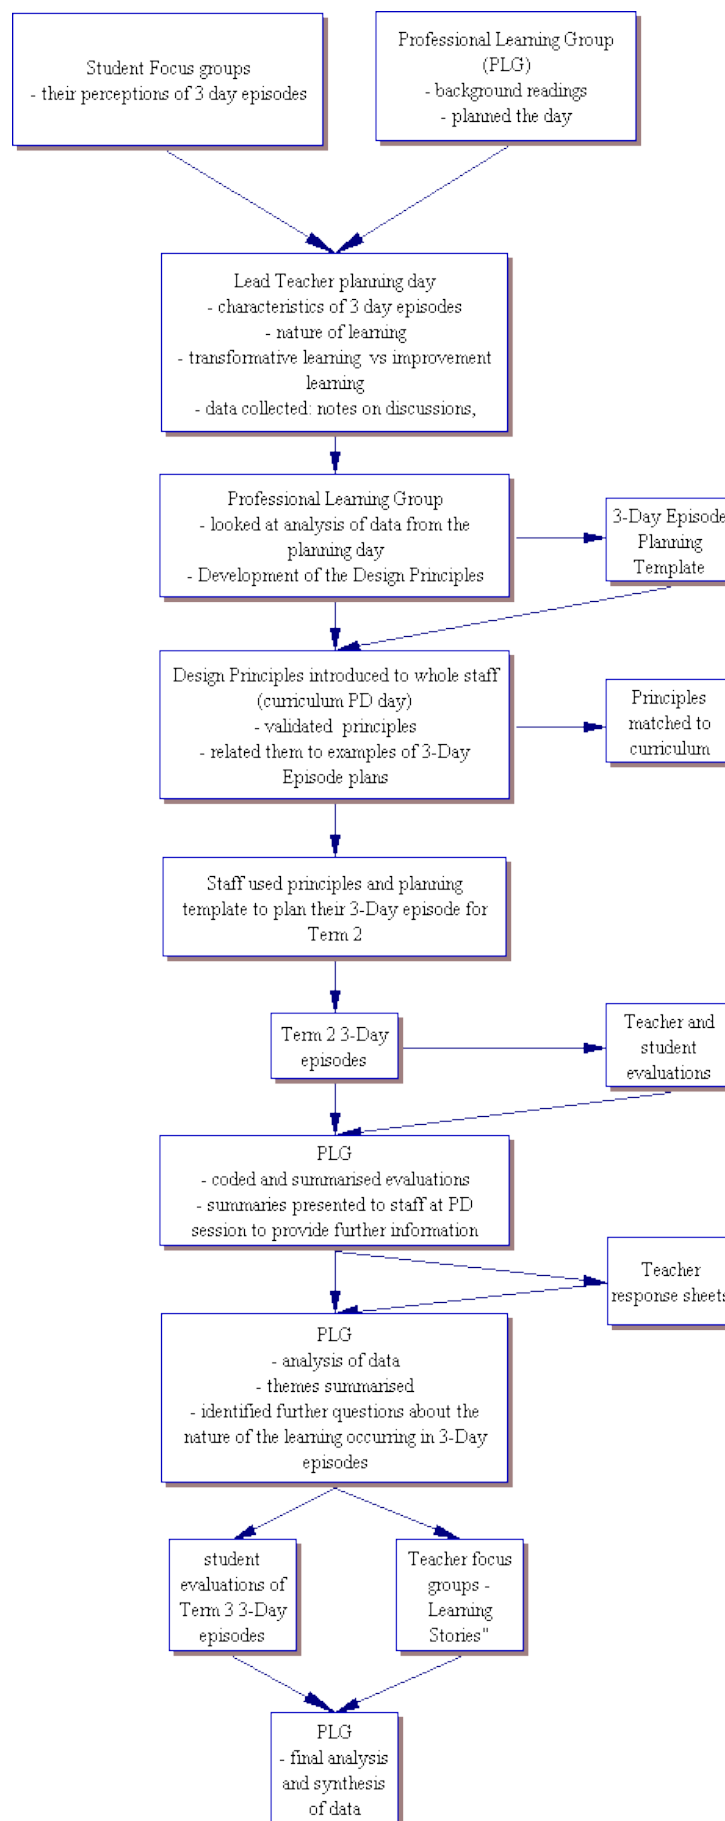 Student Focus groups
- their perceptions of 3 day episodes
Professional Learning Group
(PLG)
- background readings
- planned the day
Lead Teacher planning day
- characteristics of 3 day episodes
- nature of learning
- transformative learning vs improvement
learning
- data collected: notes on discussions,
Professional Learning Group
- looked at analysis of data from the
planning day
- Development of the Design Principles
3-Day Episode
Planning
Template
Design Principles introduced to whole staff
(curriculum PD day)
- validated principles
- related them to examples of 3-Day
Episode plans
Principles
matched to
curriculum
Staff used principles and planning
template to plan their 3-Day episode for
Term 2
Term 2 3-Day
episodes
Teacher and
student
evaluations
PLG
- coded and summarised evaluations
- summaries presented to staff at PD
session to provide further information
Teacher
response sheets
PLG
- analysis of data
- themes summarised
- identified further questions about the
nature of the learning occurring in 3-Day
episodes
student
evaluations of
Term 3 3-Day
episodes
Teacher focus
groups -
Learning
Stories"
PLG
- final analysis
and synthesis
of data